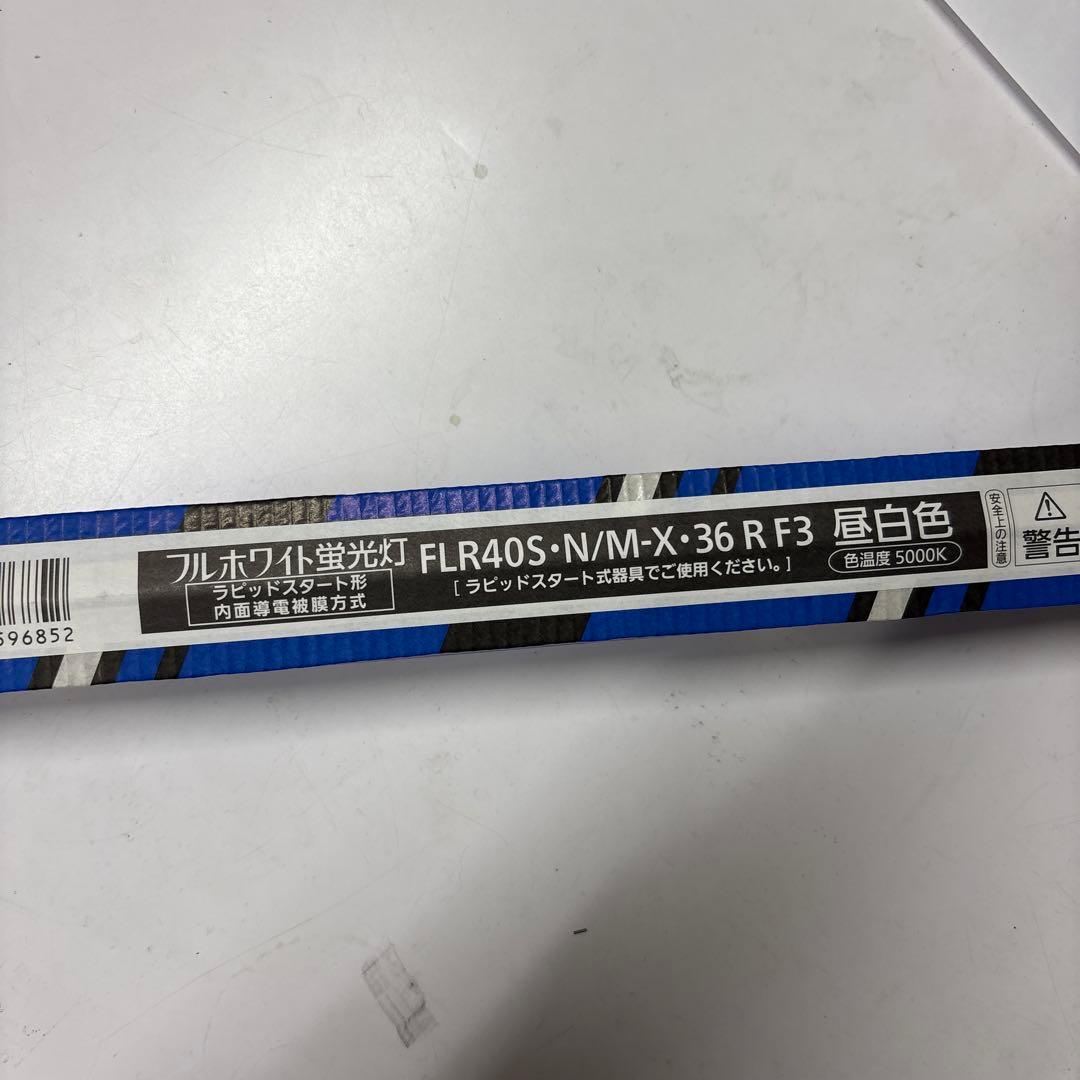 フルホワイト蛍光灯
ラピッドスタート形
内面導電被膜方式
FLR40S・N/M-X・36 R F3
[ ラピッドスタート式器具でご使用ください。]
昼白色
色温度 5000K
安全上の注意
警告
596852